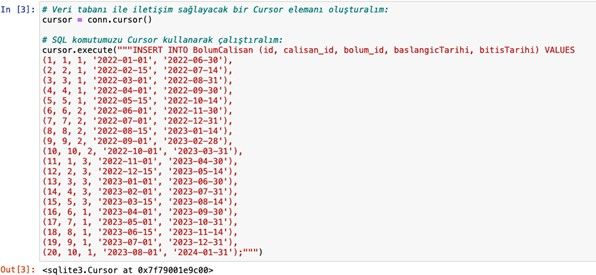 In [3]: # Veri tabanı ile iletişim sağlayacak bir Cursor elemanı oluşturalım:
cursor = conn.cursor()
# SQL komutumuzu Cursor kullanarak çalıştıralım:
cursor.execute("""INSERT INTO BolumCalisan (id, calisan_id, bolum_id, baslangicTarihi, bitisTarihi) VALUES
(1, 1, 1, '2022-01-01', '2022-06-30'),
(2, 2, 1, '2022-02-15', '2022-07-14'),
(3, 3, 1, '2022-03-01', '2022-08-31'),
(4, 4, 1, '2022-04-01', '2022-09-30'),
(5, 5, 1, '2022-05-15', '2022-10-14'),
(6, 6, 2, '2022-06-01', '2022-11-30'),
(7, 7, 2, '2022-07-01', '2022-12-31'),
(8, 8, 2, '2022-08-15', '2023-01-14'),
(9, 9, 2, '2022-09-01', '2023-02-28'),
(10, 10, 2, '2022-10-01', '2023-03-31'),
(11, 1, 3, '2022-11-01', '2023-04-30'),
(12, 2, 3, '2022-12-15', '2023-05-14'),
(13, 3, 3, '2023-01-01', '2023-06-30'),
(14, 4, 3, '2023-02-01', '2023-07-31'),
(15, 5, 3, '2023-03-15', '2023-08-14'),
(16, 6, 1, '2023-04-01', '2023-09-30'),
(17, 7, 1, '2023-05-01', '2023-10-31'),
(18, 8, 1, '2023-06-15', '2023-11-14'),
(19, 9, 1, '2023-07-01', '2023-12-31'),
(20, 10, 1, '2023-08-01', '2024-01-31');""")
Out[3]: <sqlite3.Cursor at 0x7f79001e9c00>